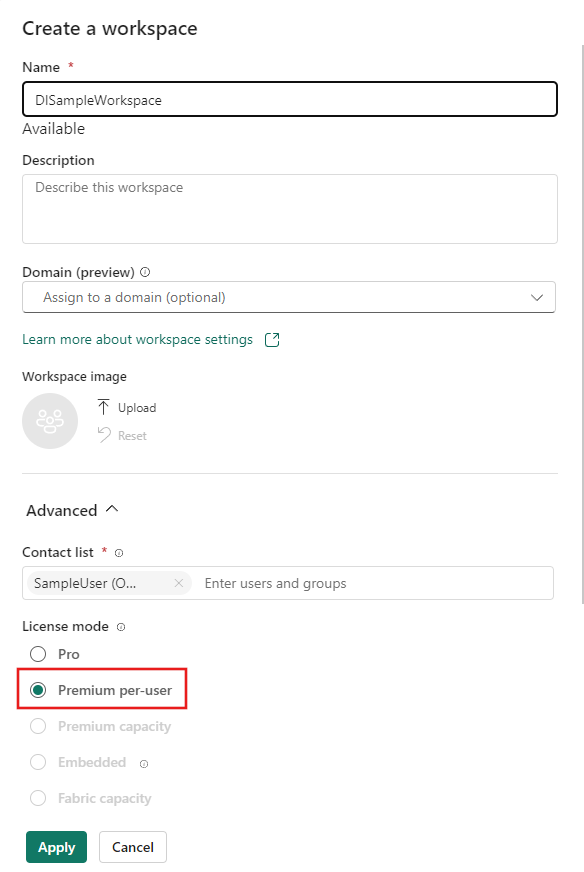 Create a workspace
Name *
DISampleWorkspace
Available
Description
Describe this workspace
Domain (preview)
Assign to a domain (optional)
Learn more about workspace settings
Workspace image
Upload
Reset
Advanced
Contact list *
SampleUser (O... Enter users and groups
License mode
Pro
Premium per-user
Premium capacity
Embedded
Fabric capacity
Apply Cancel